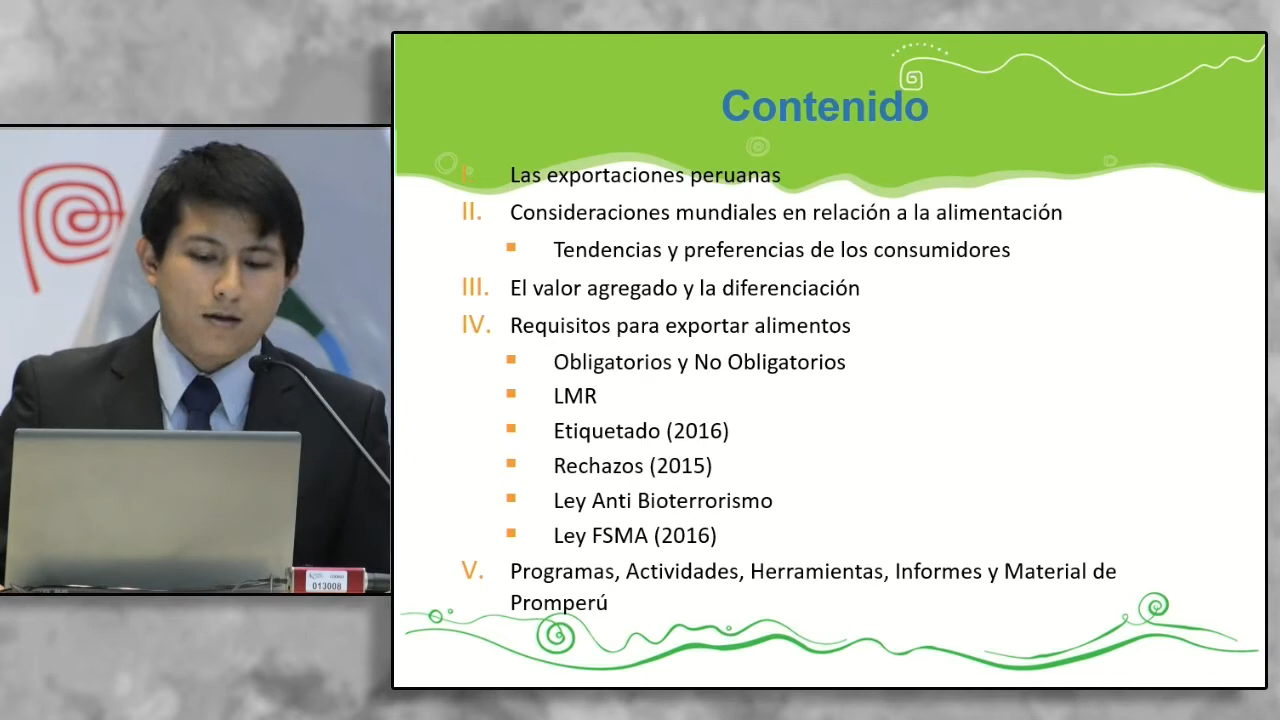 Contenido
I. Las exportaciones peruanas
II. Consideraciones mundiales en relación a la alimentación
▪ Tendencias y preferencias de los consumidores
III. El valor agregado y la diferenciación
IV. Requisitos para exportar alimentos
▪ Obligatorios y No Obligatorios
▪ LMR
▪ Etiquetado (2016)
▪ Rechazos (2015)
▪ Ley Anti Bioterrorismo
▪ Ley FSMA (2016)
V. Programas, Actividades, Herramientas, Informes y Material de
Promperú
013008